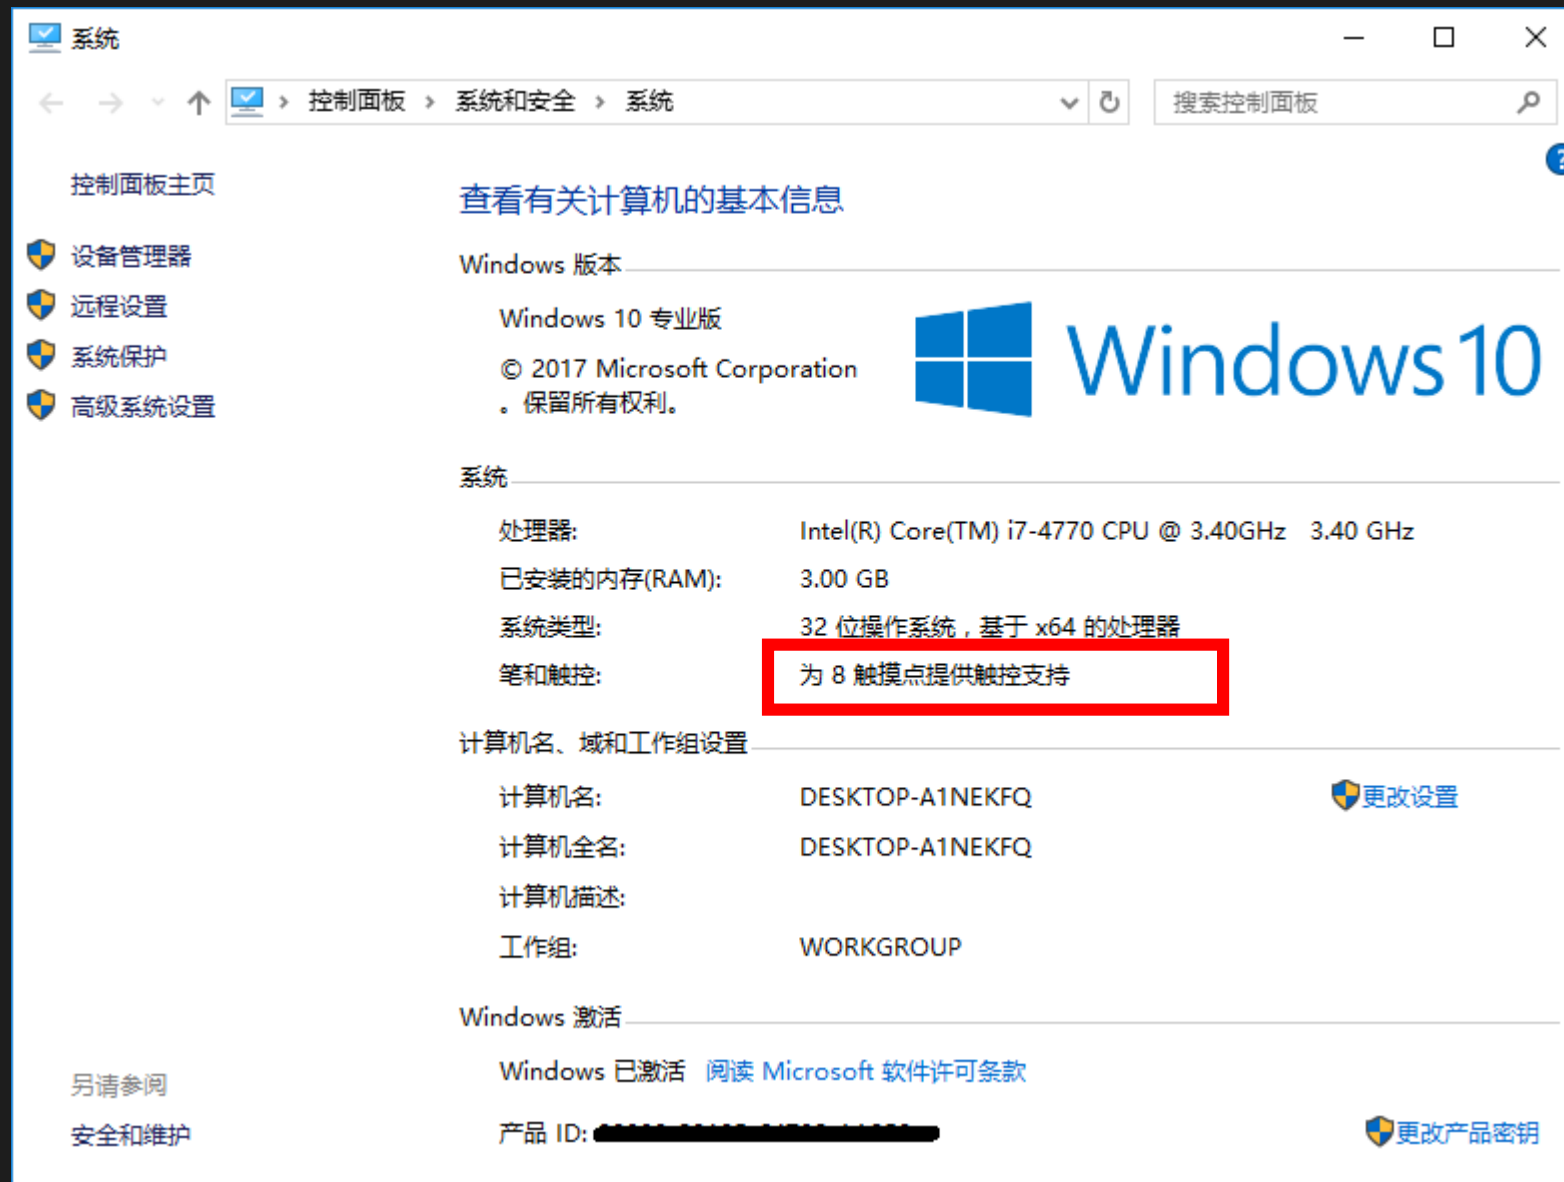 系统
控制面板 › 系统和安全 › 系统
搜索控制面板
控制面板主页
设备管理器
远程设置
系统保护
高级系统设置
查看有关计算机的基本信息
Windows 版本
Windows 10 专业版
© 2017 Microsoft Corporation
。保留所有权利。
Windows 10
系统
处理器: Intel(R) Core(TM) i7-4770 CPU @ 3.40GHz 3.40 GHz
已安装的内存(RAM): 3.00 GB
系统类型: 32 位操作系统，基于 x64 的处理器
笔和触控: 为 8 触摸点提供触控支持
计算机名、域和工作组设置
计算机名: DESKTOP-A1NEKFQ 更改设置
计算机全名: DESKTOP-A1NEKFQ
计算机描述:
工作组: WORKGROUP
Windows 激活
Windows 已激活 阅读 Microsoft 软件许可条款
产品 ID: 更改产品密钥
另请参阅
安全和维护